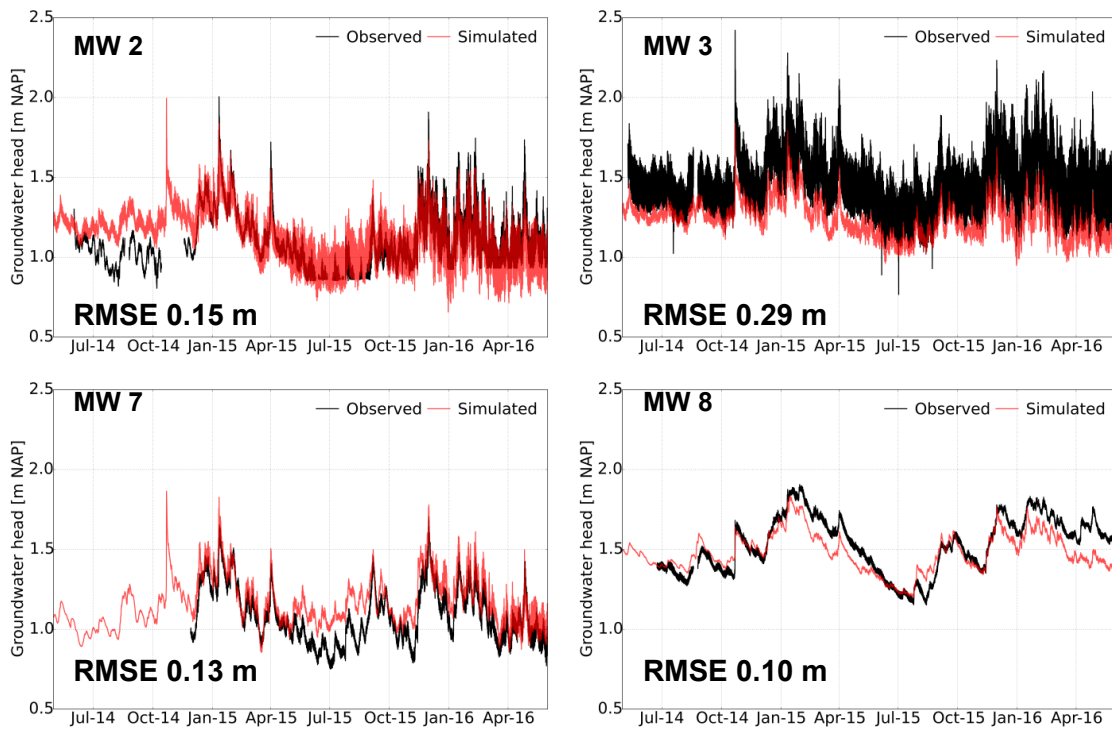 MW 2
Observed
Simulated
Groundwater head [m NAP]
2.5
2.0
1.5
1.0
0.5
RMSE 0.15 m
Jul-14 Oct-14 Jan-15 Apr-15 Jul-15 Oct-15 Jan-16 Apr-16
MW 3
Observed
Simulated
Groundwater head [m NAP]
2.5
2.0
1.5
1.0
0.5
RMSE 0.29 m
Jul-14 Oct-14 Jan-15 Apr-15 Jul-15 Oct-15 Jan-16 Apr-16
MW 7
Observed
Simulated
Groundwater head [m NAP]
2.5
2.0
1.5
1.0
0.5
RMSE 0.13 m
Jul-14 Oct-14 Jan-15 Apr-15 Jul-15 Oct-15 Jan-16 Apr-16
MW 8
Observed
Simulated
Groundwater head [m NAP]
2.5
2.0
1.5
1.0
0.5
RMSE 0.10 m
Jul-14 Oct-14 Jan-15 Apr-15 Jul-15 Oct-15 Jan-16 Apr-16